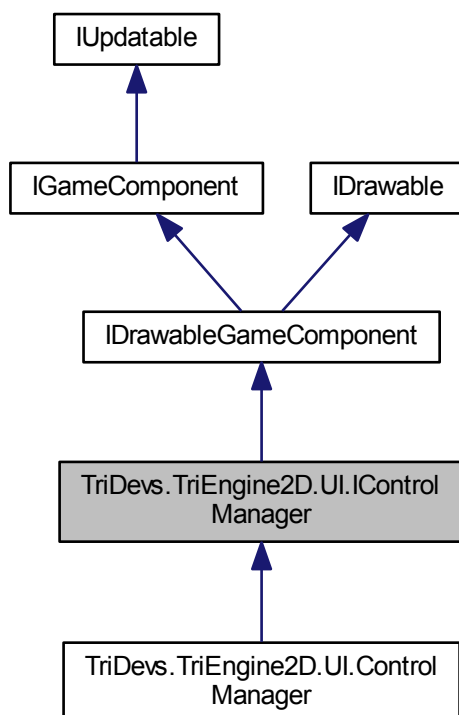 IUpdatable
IGameComponent
IDrawable
IDrawableGameComponent
TriDevs.TriEngine2D.UI.IControl
Manager
TriDevs.TriEngine2D.UI.Control
Manager